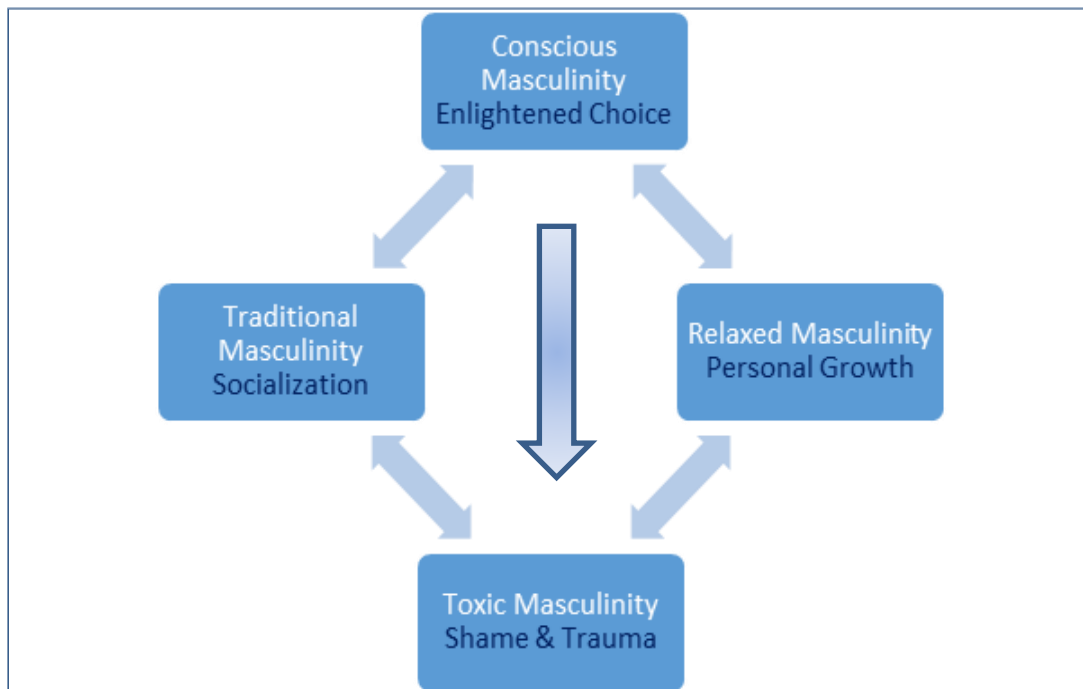 Conscious
Masculinity
Enlightened Choice
Traditional
Masculinity
Socialization
Relaxed Masculinity
Personal Growth
Toxic Masculinity
Shame & Trauma